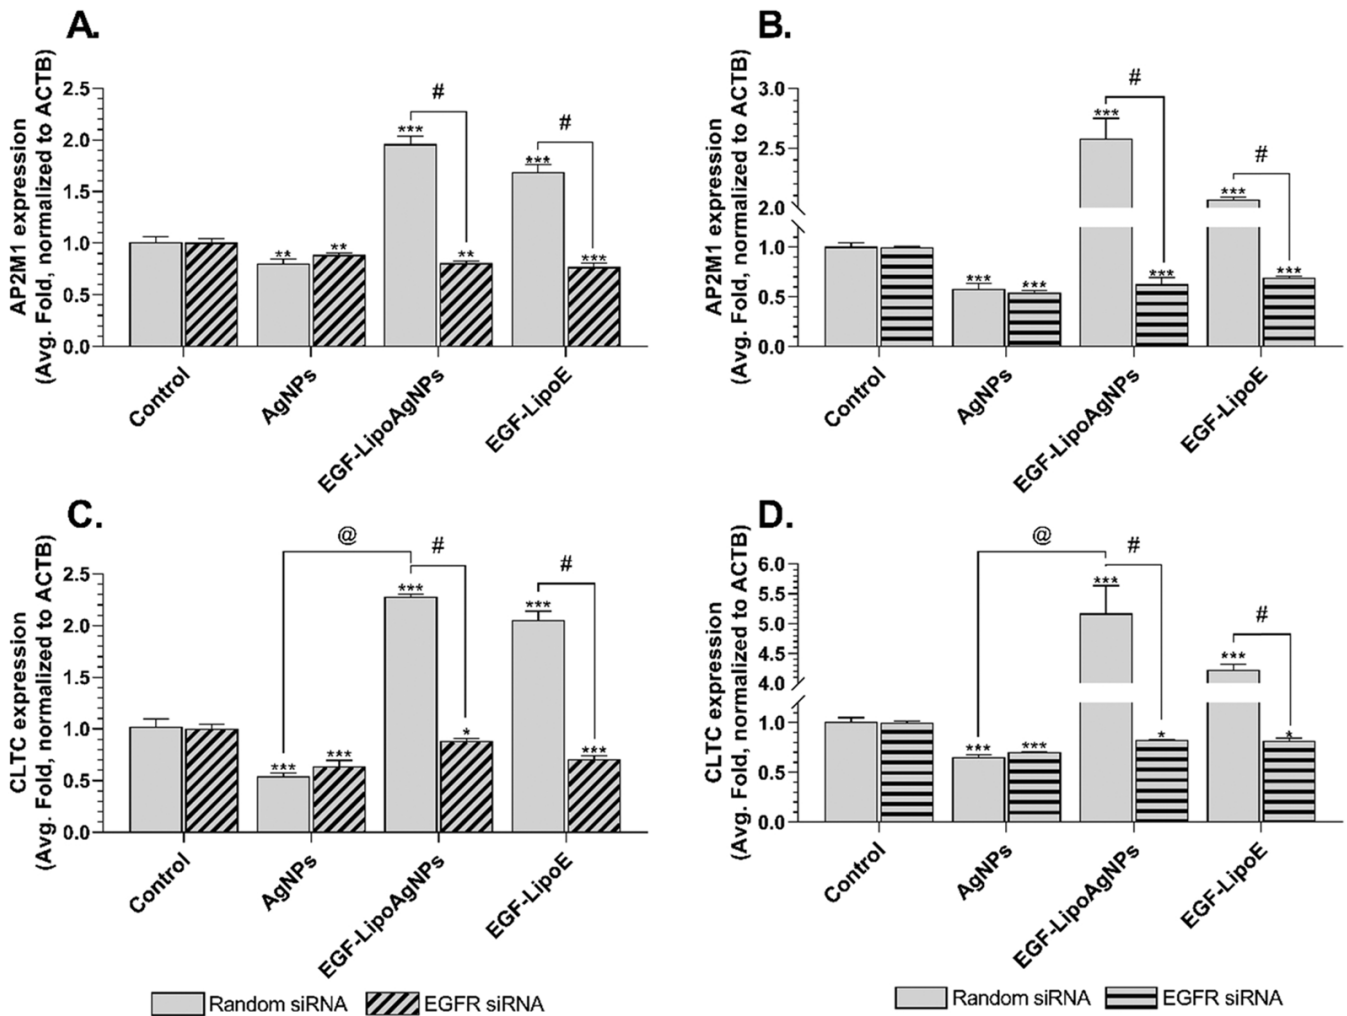 A.
AP2M1 expression
(Avg. Fold, normalized to ACTB)
2.5
2.0
1.5
1.0
0.5
0.0
**
**
***
#
**
***
#
***
Control
AgNPs
EGF-LipoAgNPs
EGF-LipoE
B.
AP2M1 expression
(Avg. Fold, normalized to ACTB)
3.0
2.5
2.0
1.0
0.5
0.0
***
***
***
#
***
***
#
***
Control
AgNPs
EGF-LipoAgNPs
EGF-LipoE
C.
CLTC expression
(Avg. Fold, normalized to ACTB)
2.5
2.0
1.5
1.0
0.5
0.0
@
***
***
***
#
*
***
#
***
Control
AgNPs
EGF-LipoAgNPs
EGF-LipoE
D.
CLTC expression
(Avg. Fold, normalized to ACTB)
6.0
5.5
5.0
4.5
4.0
1.0
0.5
0.0
@
***
***
***
#
*
***
#
*
Control
AgNPs
EGF-LipoAgNPs
EGF-LipoE
Random siRNA
EGFR siRNA
Random siRNA
EGFR siRNA